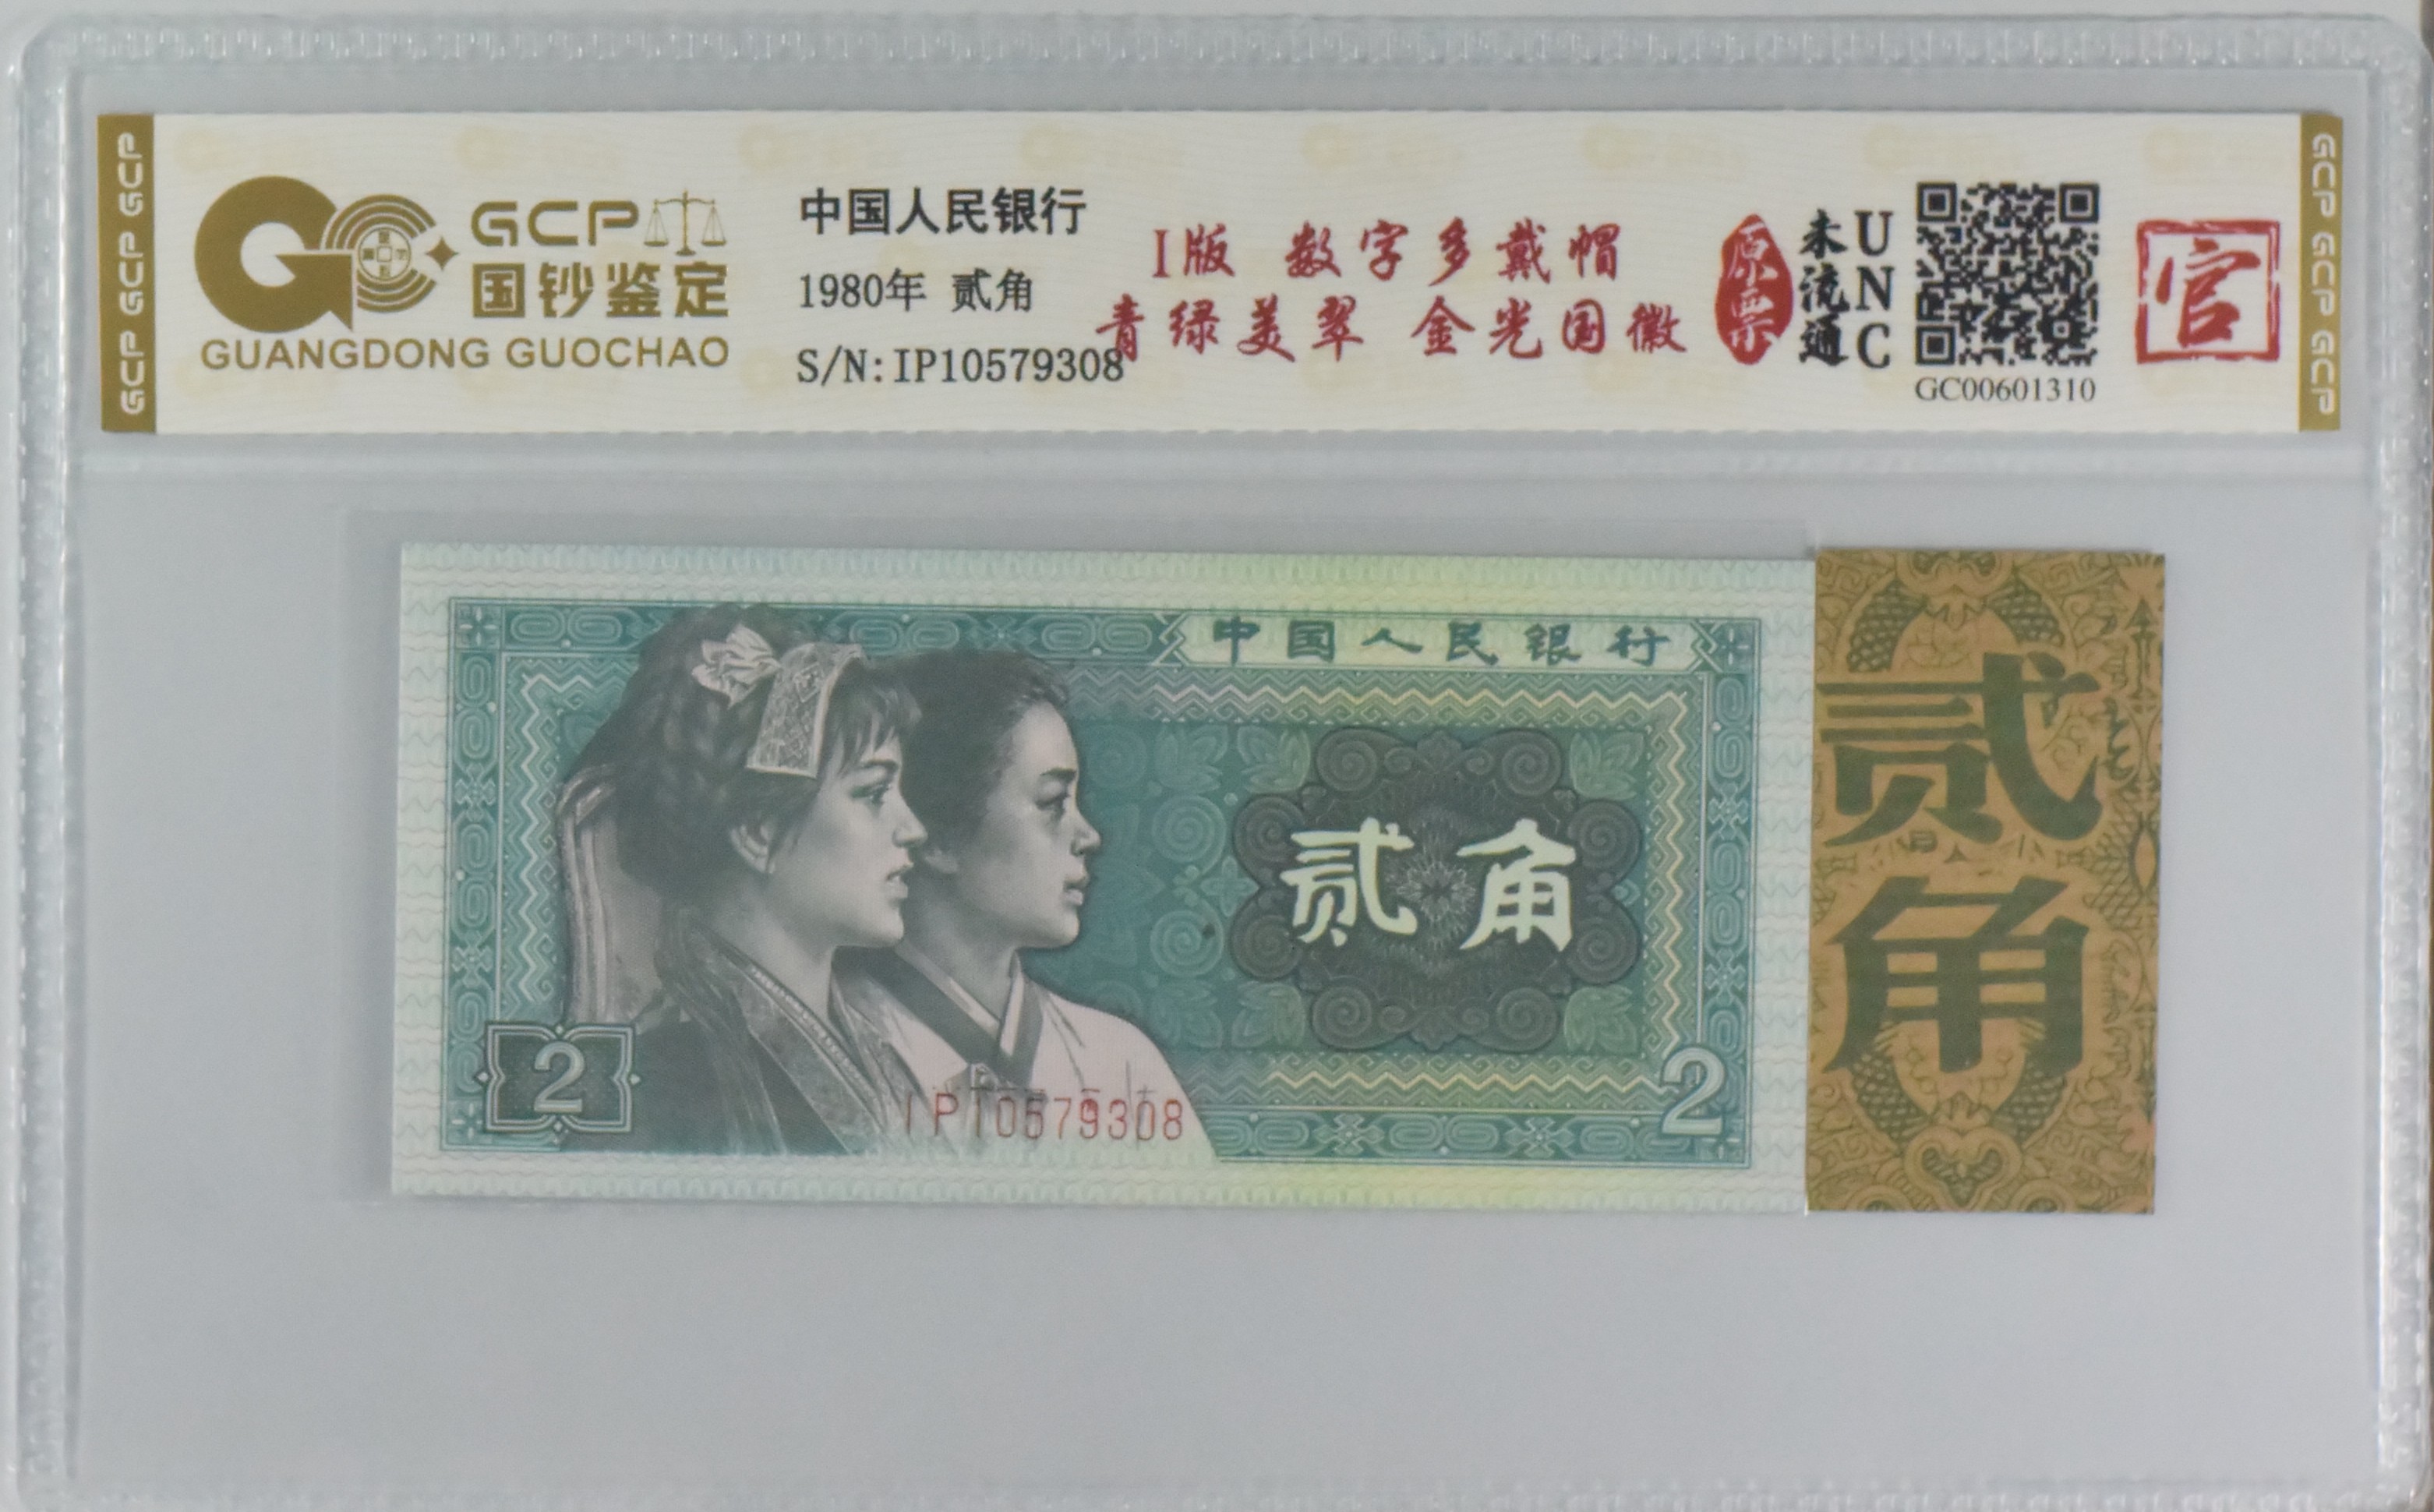 GCP GCP GCP
GCP
国钞鉴定
GUANGDONG GUOCHAO
中国人民银行
1980年 贰角
S/N: IP10579308
I版 数字多戴帽
青绿美翠 金光国徽
原票
未流通
UNC
GC00601310
官
GCP GCP GCP
中国人民银行
贰角
2
IP10579308
2
贰角